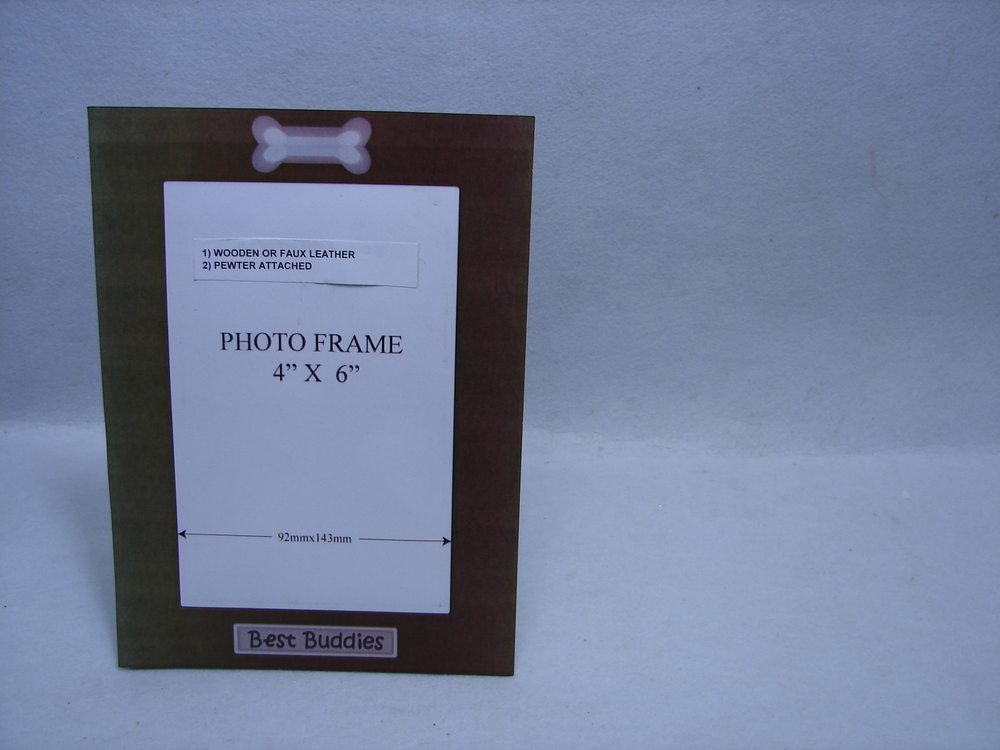 1) WOODEN OR FAUX LEATHER
2) PEWTER ATTACHED
PHOTO FRAME
4” X 6”
92mmx143mm
Best Buddies